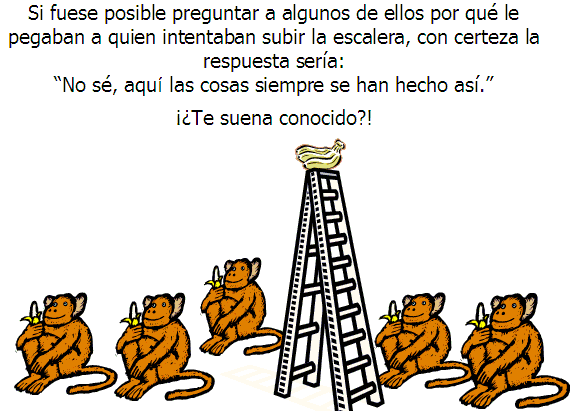 Si fuese posible preguntar a algunos de ellos por qué le
pegaban a quien intentaban subir la escalera, con certeza la
respuesta sería:
“No sé, aquí las cosas siempre se han hecho así.”
¡¿Te suena conocido?!